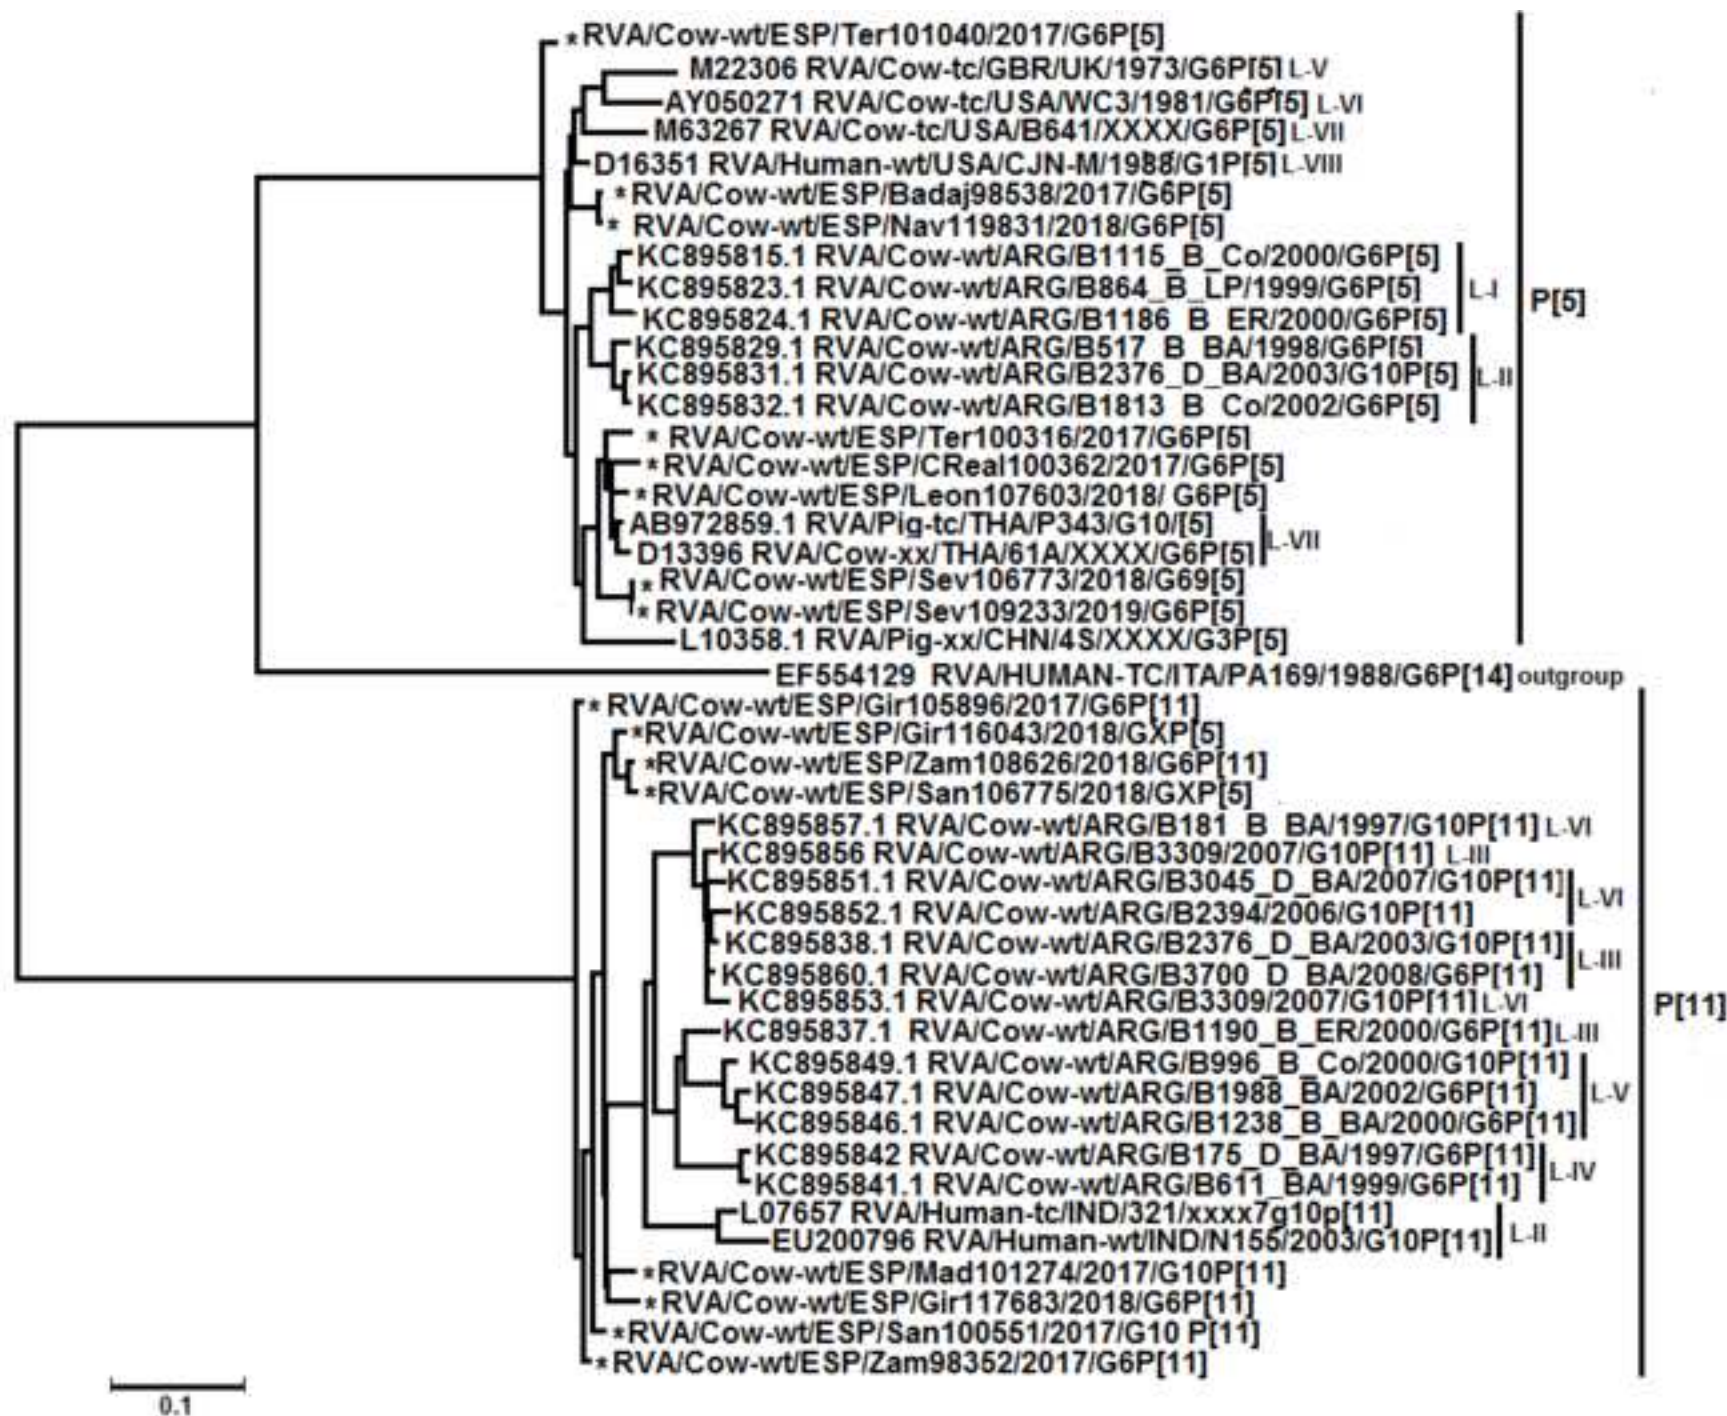 *RVA/Cow-wt/ESP/Ter101040/2017/G6P[5]
M22306 RVA/Cow-tc/GBR/UK/1973/G6P[5] L-V
AY050271 RVA/Cow-tc/USA/WC3/1981/G6P[5] L-VI
M63267 RVA/Cow-tc/USA/B641/XXXX/G6P[5] L-VII
D16351 RVA/Human-wt/USA/CJN-M/1988/G1P[5] L-VIII
*RVA/Cow-wt/ESP/Badaj98538/2017/G6P[5]
* RVA/Cow-wt/ESP/Nav119831/2018/G6P[5]
KC895815.1 RVA/Cow-wt/ARG/B1115_B_Co/2000/G6P[5]
KC895823.1 RVA/Cow-wt/ARG/B864_B_LP/1999/G6P[5]
L-I
P[5]
KC895824.1 RVA/Cow-wt/ARG/B1186_B_ER/2000/G6P[5]
KC895829.1 RVA/Cow-wt/ARG/B517_B_BA/1998/G6P[5]
KC895831.1 RVA/Cow-wt/ARG/B2376_D_BA/2003/G10P[5]
L-II
KC895832.1 RVA/Cow-wt/ARG/B1813_B_Co/2002/G6P[5]
* RVA/Cow-wt/ESP/Ter100316/2017/G6P[5]
*RVA/Cow-wt/ESP/CReal100362/2017/G6P[5]
*RVA/Cow-wt/ESP/Leon107603/2018/ G6P[5]
AB972859.1 RVA/Pig-tc/THA/P343/G10/[5]
L-VII
D13396 RVA/Cow-xx/THA/61A/XXXX/G6P[5]
* RVA/Cow-wt/ESP/Sev106773/2018/G69[5]
* RVA/Cow-wt/ESP/Sev109233/2019/G6P[5]
L10358.1 RVA/Pig-xx/CHN/4S/XXXX/G3P[5]
EF554129 RVA/HUMAN-TC/ITA/PA169/1988/G6P[14] outgroup
*RVA/Cow-wt/ESP/Gir105896/2017/G6P[11]
*RVA/Cow-wt/ESP/Gir116043/2018/GXP[5]
*RVA/Cow-wt/ESP/Zam108626/2018/G6P[11]
*RVA/Cow-wt/ESP/San106775/2018/GXP[5]
KC895857.1 RVA/Cow-wt/ARG/B181_B_BA/1997/G10P[11] L-VI
KC895856 RVA/Cow-wt/ARG/B3309/2007/G10P[11] L-III
KC895851.1 RVA/Cow-wt/ARG/B3045_D_BA/2007/G10P[11]
L-VI
KC895852.1 RVA/Cow-wt/ARG/B2394/2006/G10P[11]
KC895838.1 RVA/Cow-wt/ARG/B2376_D_BA/2003/G10P[11]
L-III
KC895860.1 RVA/Cow-wt/ARG/B3700_D_BA/2008/G6P[11]
KC895853.1 RVA/Cow-wt/ARG/B3309/2007/G10P[11] L-VI
P[11]
KC895837.1 RVA/Cow-wt/ARG/B1190_B_ER/2000/G6P[11] L-III
KC895849.1 RVA/Cow-wt/ARG/B996_B_Co/2000/G10P[11]
KC895847.1 RVA/Cow-wt/ARG/B1988_BA/2002/G6P[11]
L-V
KC895846.1 RVA/Cow-wt/ARG/B1238_B_BA/2000/G6P[11]
KC895842 RVA/Cow-wt/ARG/B175_D_BA/1997/G6P[11]
L-IV
KC895841.1 RVA/Cow-wt/ARG/B611_BA/1999/G6P[11]
L07657 RVA/Human-tc/IND/321/xxxx7g10p[11]
L-II
EU200796 RVA/Human-wt/IND/N155/2003/G10P[11]
*RVA/Cow-wt/ESP/Mad101274/2017/G10P[11]
*RVA/Cow-wt/ESP/Gir117683/2018/G6P[11]
*RVA/Cow-wt/ESP/San100551/2017/G10 P[11]
*RVA/Cow-wt/ESP/Zam98352/2017/G6P[11]
0.1